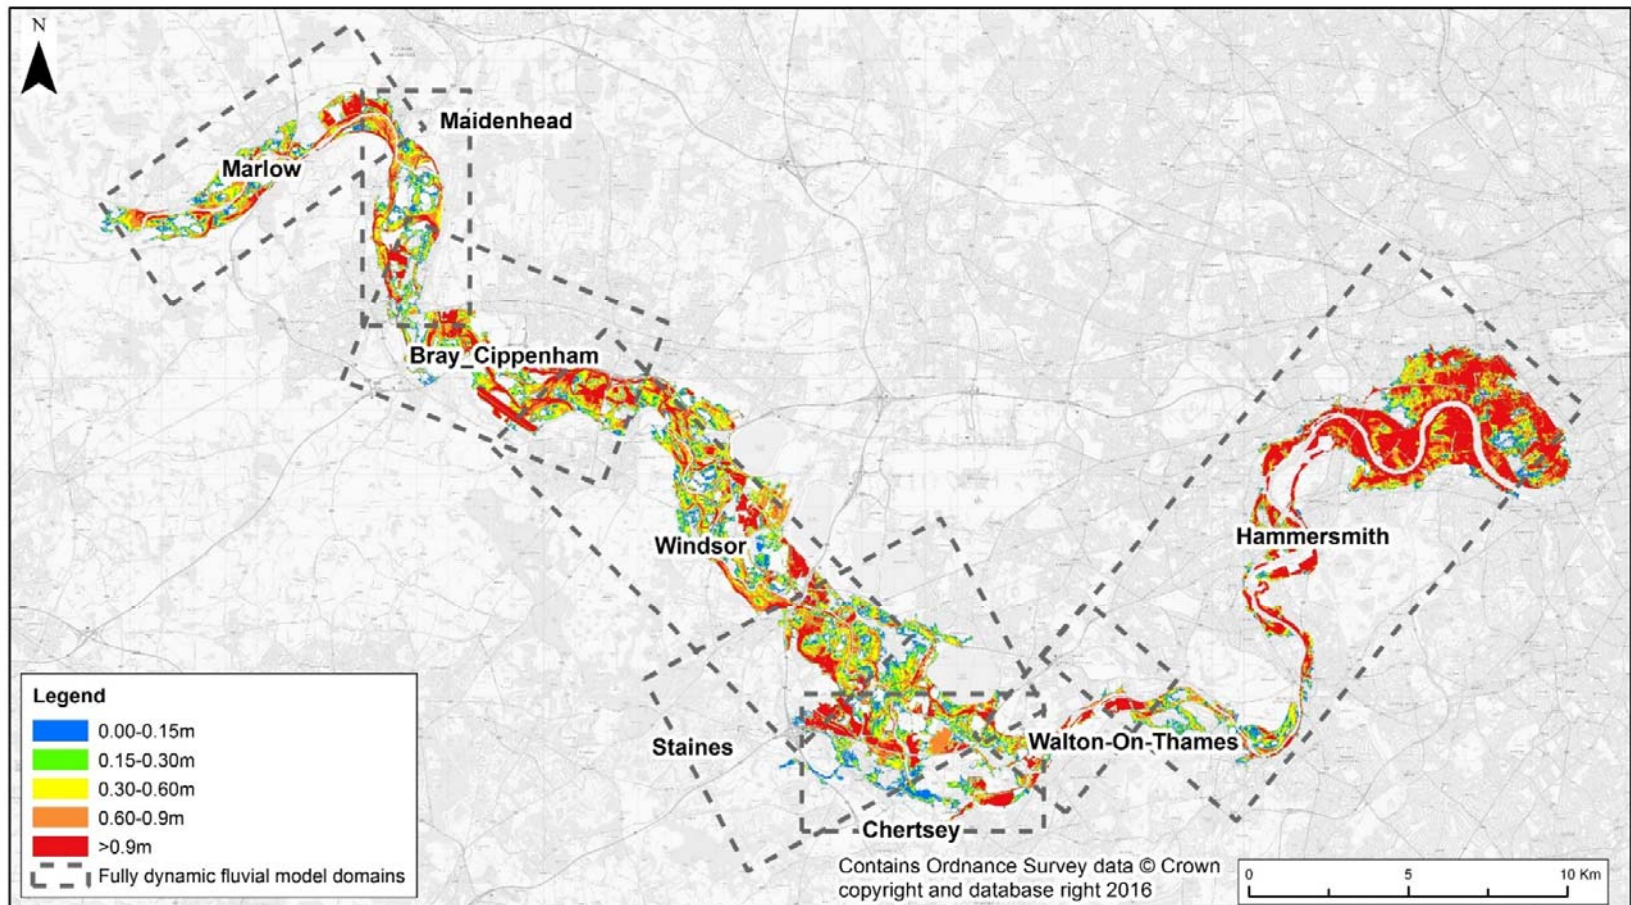 N
Maidenhead
Marlow
Bray_Cippenham
Hammersmith
Windsor
Staines
Walton-On-Thames
Chertsey
Legend
0.00-0.15m
0.15-0.30m
0.30-0.60m
0.60-0.9m
>0.9m
Fully dynamic fluvial model domains
Contains Ordnance Survey data © Crown
copyright and database right 2016
0 5 10 Km